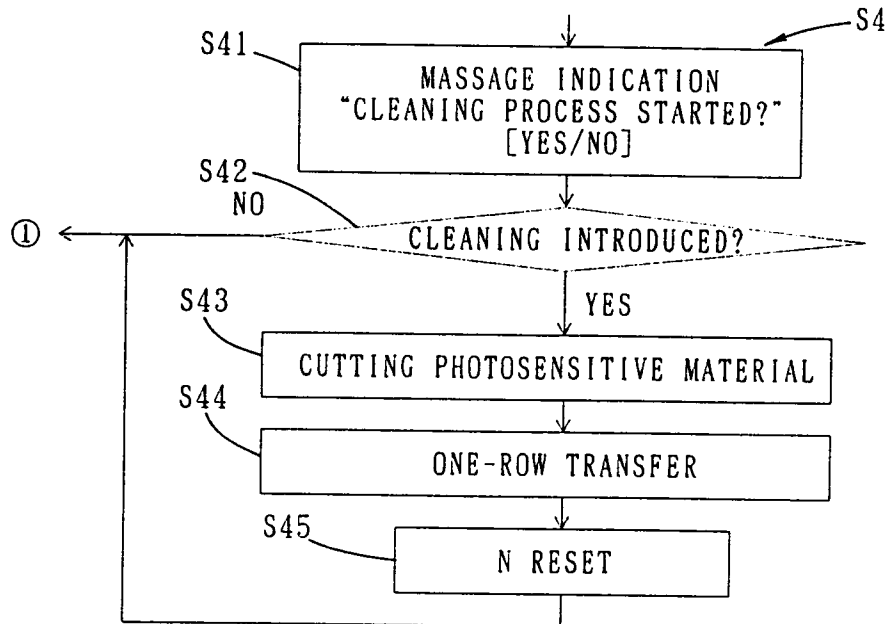 S4
S41
MASSAGE INDICATION
"CLEANING PROCESS STARTED?"
[YES/NO]
S42
NO
①
CLEANING INTRODUCED?
YES
S43
CUTTING PHOTOSENSITIVE MATERIAL
S44
ONE-ROW TRANSFER
S45
N RESET